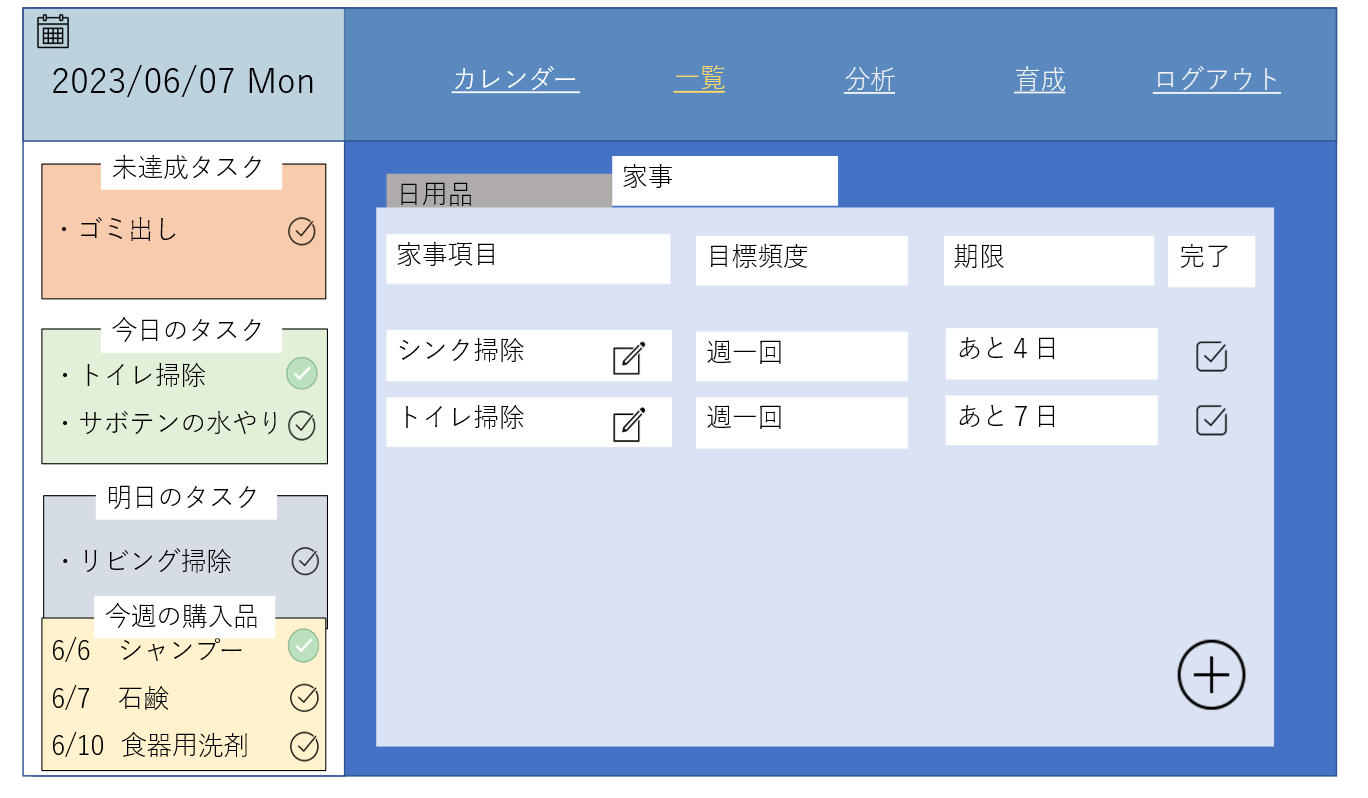 2023/06/07 Mon
カレンダー
一覧
分析
育成
ログアウト
未達成タスク
・ゴミ出し
今日のタスク
・トイレ掃除
・サボテンの水やり
明日のタスク
・リビング掃除
今週の購入品
6/6 シャンプー
6/7 石鹸
6/10 食器用洗剤
日用品
家事
家事項目 目標頻度 期限 完了
シンク掃除 週一回 あと４日
トイレ掃除 週一回 あと７日